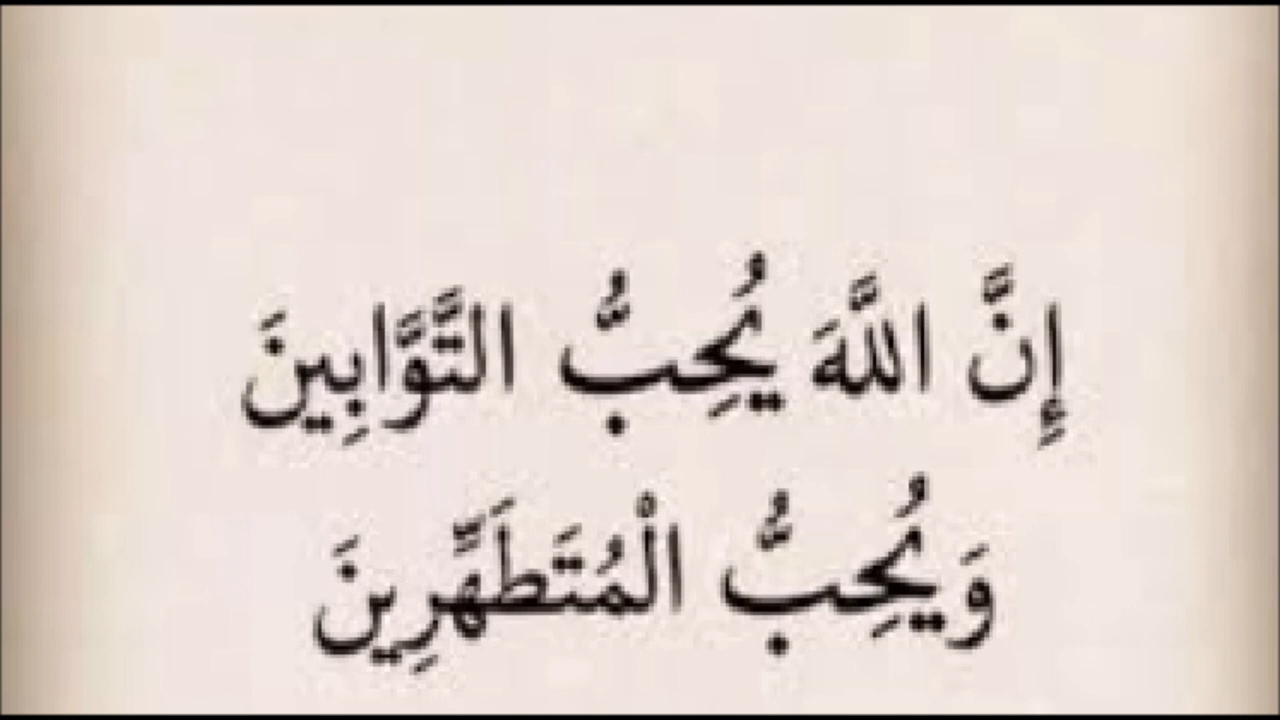 إِنَّ اللَّهَ يُحِبُّ التَّوَّابِينَ
وَيُحِبُّ الْمُتَطَهِّرِينَ